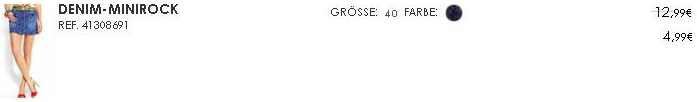 DENIM-MINIROCK GRÖSSE: 40 FARBE: 12,99€
REF. 41308691
4,99€